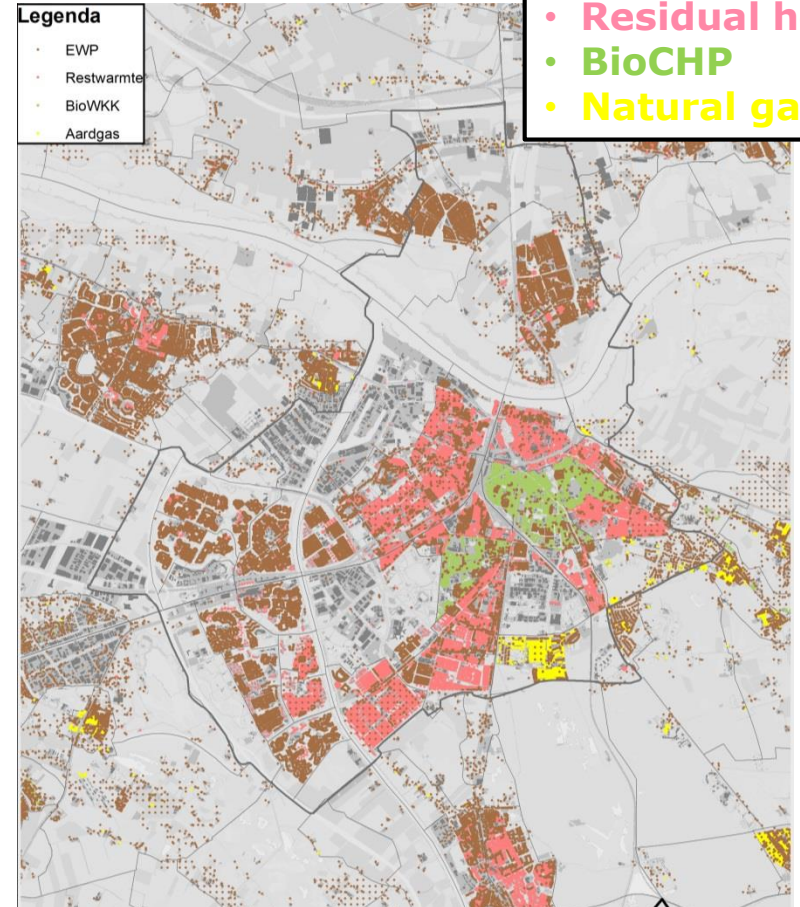 Legenda
EWP
Restwarmte
BioWKK
Aardgas
• Residual h
• BioCHP
• Natural ga